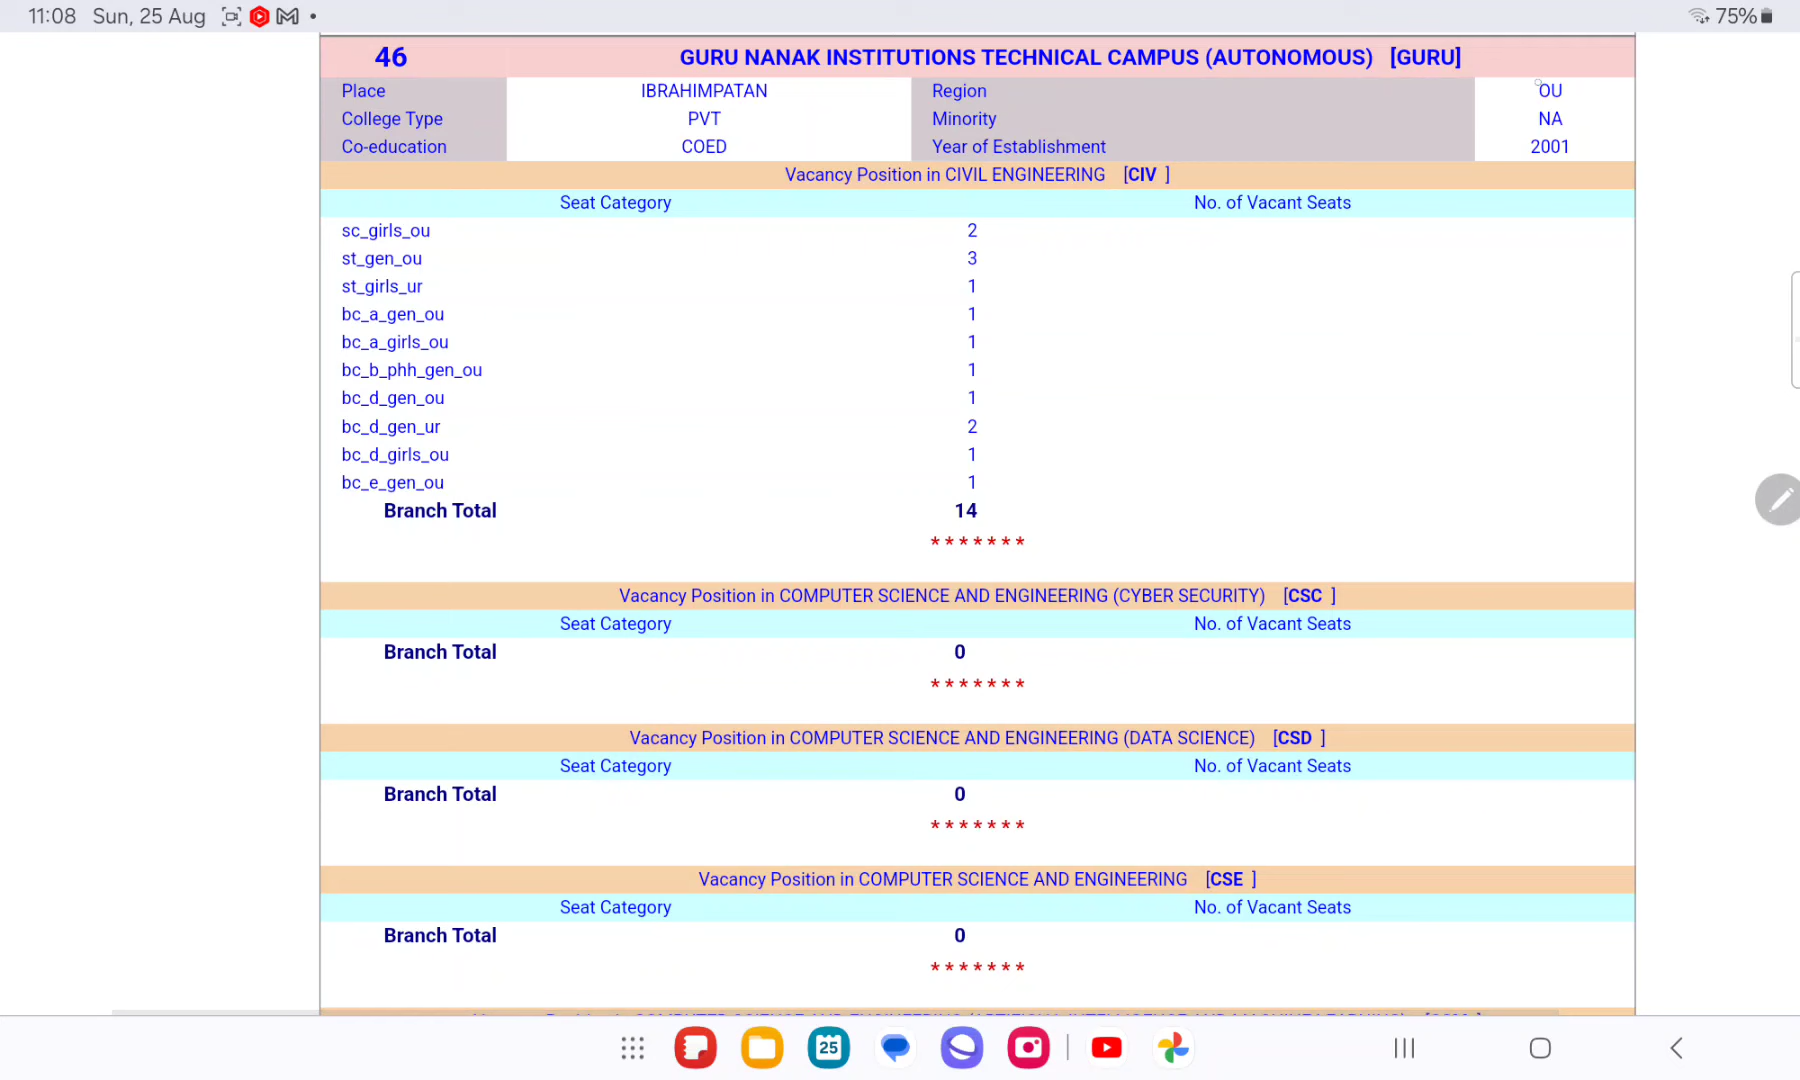 11:08 Sun, 25 Aug 75%
46 GURU NANAK INSTITUTIONS TECHNICAL CAMPUS (AUTONOMOUS) [GURU]
Place IBRAHIMPATAN Region OU
College Type PVT Minority NA
Co-education COED Year of Establishment 2001
Vacancy Position in CIVIL ENGINEERING [CIV ]
Seat Category No. of Vacant Seats
sc_girls_ou 2
st_gen_ou 3
st_girls_ur 1
bc_a_gen_ou 1
bc_a_girls_ou 1
bc_b_phh_gen_ou 1
bc_d_gen_ou 1
bc_d_gen_ur 2
bc_d_girls_ou 1
bc_e_gen_ou 1
Branch Total 14
*******
Vacancy Position in COMPUTER SCIENCE AND ENGINEERING (CYBER SECURITY) [CSC ]
Seat Category No. of Vacant Seats
Branch Total 0
*******
Vacancy Position in COMPUTER SCIENCE AND ENGINEERING (DATA SCIENCE) [CSD ]
Seat Category No. of Vacant Seats
Branch Total 0
*******
Vacancy Position in COMPUTER SCIENCE AND ENGINEERING [CSE ]
Seat Category No. of Vacant Seats
Branch Total 0
*******
25